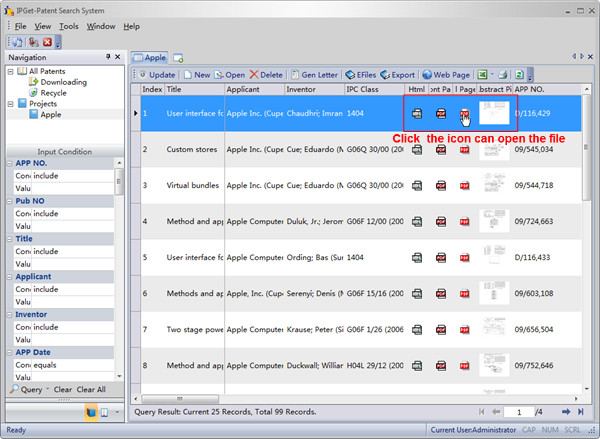 IPGet-Patent Search System
File View Tools Window Help
Navigation
All Patents
Downloading
Recycle
Projects
Apple
Input Condition
APP NO.
Con include
Valu
Pub NO
Con include
Valu
Title
Con include
Valu
Applicant
Con include
Valu
Inventor
Con include
Valu
APP Date
Con equals
Valu
Query Clear Clear All
Apple
Update New Open Delete Gen Letter EFiles Export Web Page
Index Title Applicant Inventor IPC Class Html ont Pa l Page bstract Pi APP NO.
1 User interface fo Apple Inc. (Cupe Chaudhri; Imran 1404 D/116,429
Click the icon can open the file
2 Custom stores Apple Inc. (Cupe Cue; Eduardo (M G06Q 30/00 (200 09/545,034
3 Virtual bundles Apple Inc. (Cupe Cue; Eduardo (M G06Q 30/00 (200 09/544,718
4 Method and app Apple Computer Duluk, Jr.; Jerom G06F 12/00 (200 09/724,663
5 User interface fo Apple Computer Ording; Bas (Sun 1404 D/116,433
6 Methods and ap Apple, Inc. (Cupe Serenyi; Denis (M G06F 15/16 (200 09/603,108
7 Two stage powe Apple Computer Krause; Peter (Si G06F 1/26 (2006 09/656,504
8 Method and app Apple Computer Duckwall; Williar H04L 29/12 (200 09/752,646
Query Result: Current 25 Records, Total 99 Records.
1 /4
Ready
Current User:Administrator CAP NUM SCRL